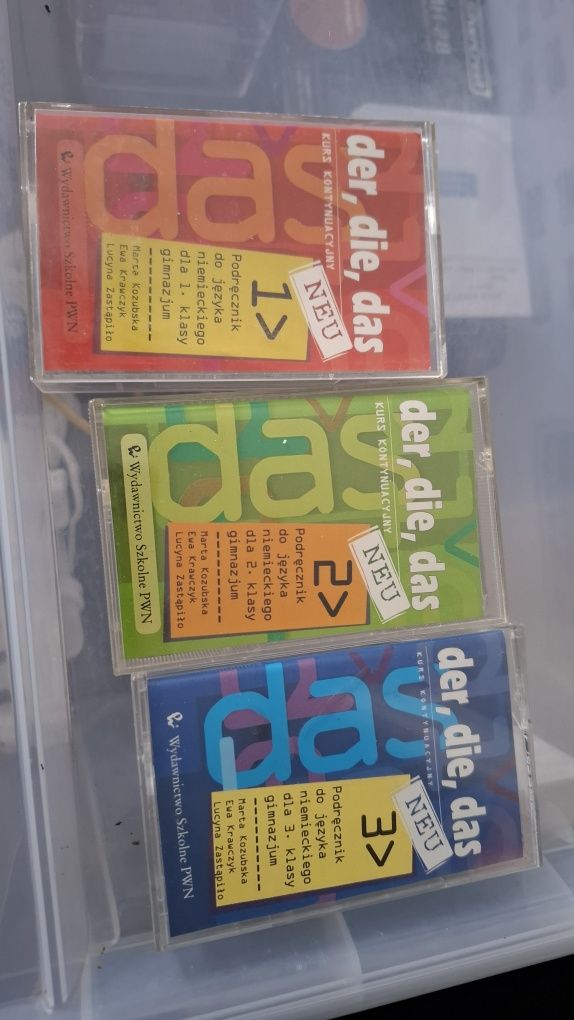 der, die, das
KURS KONTYNUACYJNY
NEU
das
1>
Podręcznik
do języka
niemieckiego
dla 1. klasy
gimnazjum
Marta Kozubska
Ewa Krawczyk
Lucyna Zastąpiło
Wydawnictwo Szkolne PWN
der, die, das
KURS KONTYNUACYJNY
NEU
das
2>
Podręcznik
do języka
niemieckiego
dla 2. klasy
gimnazjum
Marta Kozubska
Ewa Krawczyk
Lucyna Zastąpiło
Wydawnictwo Szkolne PWN
der, die, das
KURS KONTYNUACYJNY
NEU
das
3>
Podręcznik
do języka
niemieckiego
dla 3. klasy
gimnazjum
Marta Kozubska
Ewa Krawczyk
Lucyna Zastąpiło
Wydawnictwo Szkolne PWN